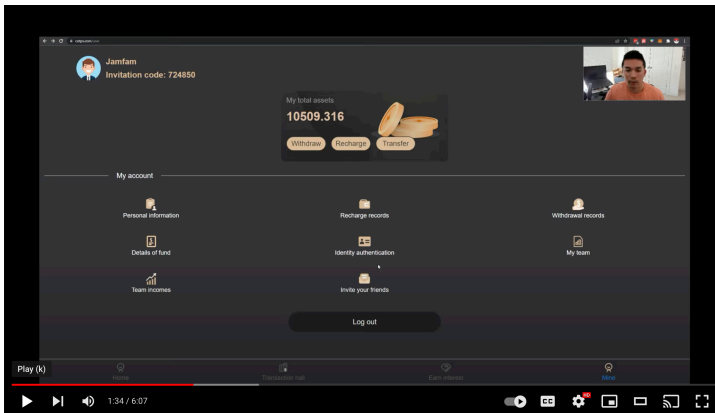 Jamfam
Invitation code: 724850
My total assets
10509.316
Withdraw Recharge Transfer
My account
Personal information
Recharge records
Withdrawal records
Details of fund
Identity authentication
My team
Team incomes
Invite your friends
Log out
Home
Transaction hall
Earn interest
Mine
Play (k)
1:34 / 6:07
CC
HD